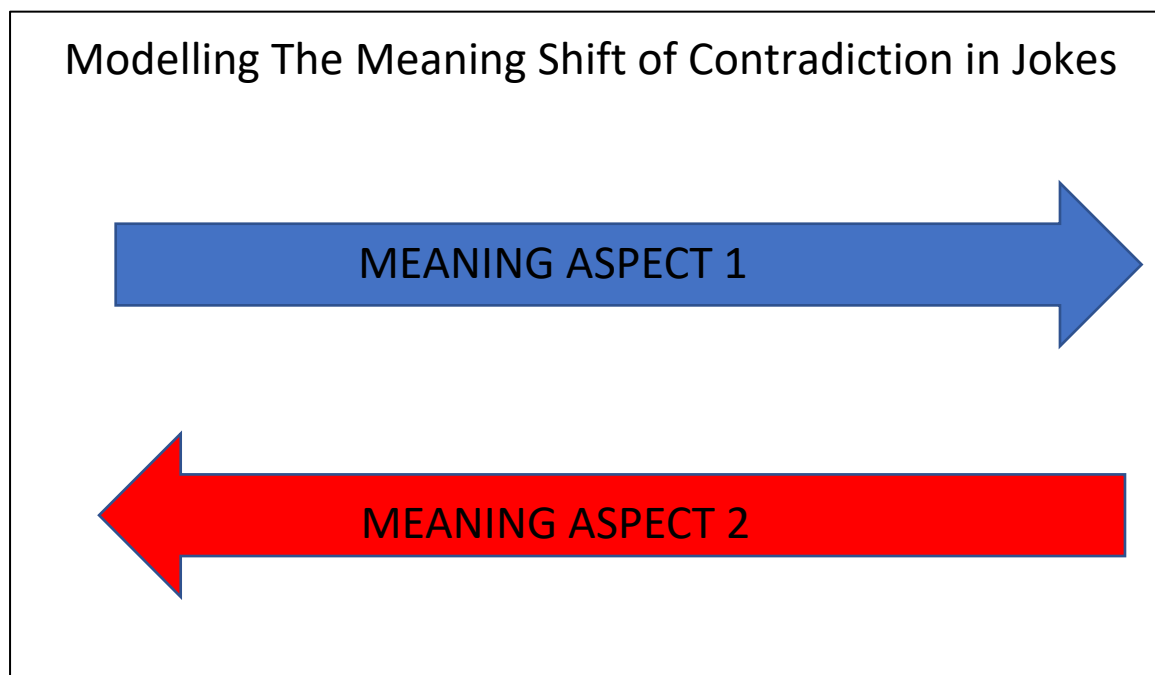 Modelling The Meaning Shift of Contradiction in Jokes
MEANING ASPECT 1
MEANING ASPECT 2